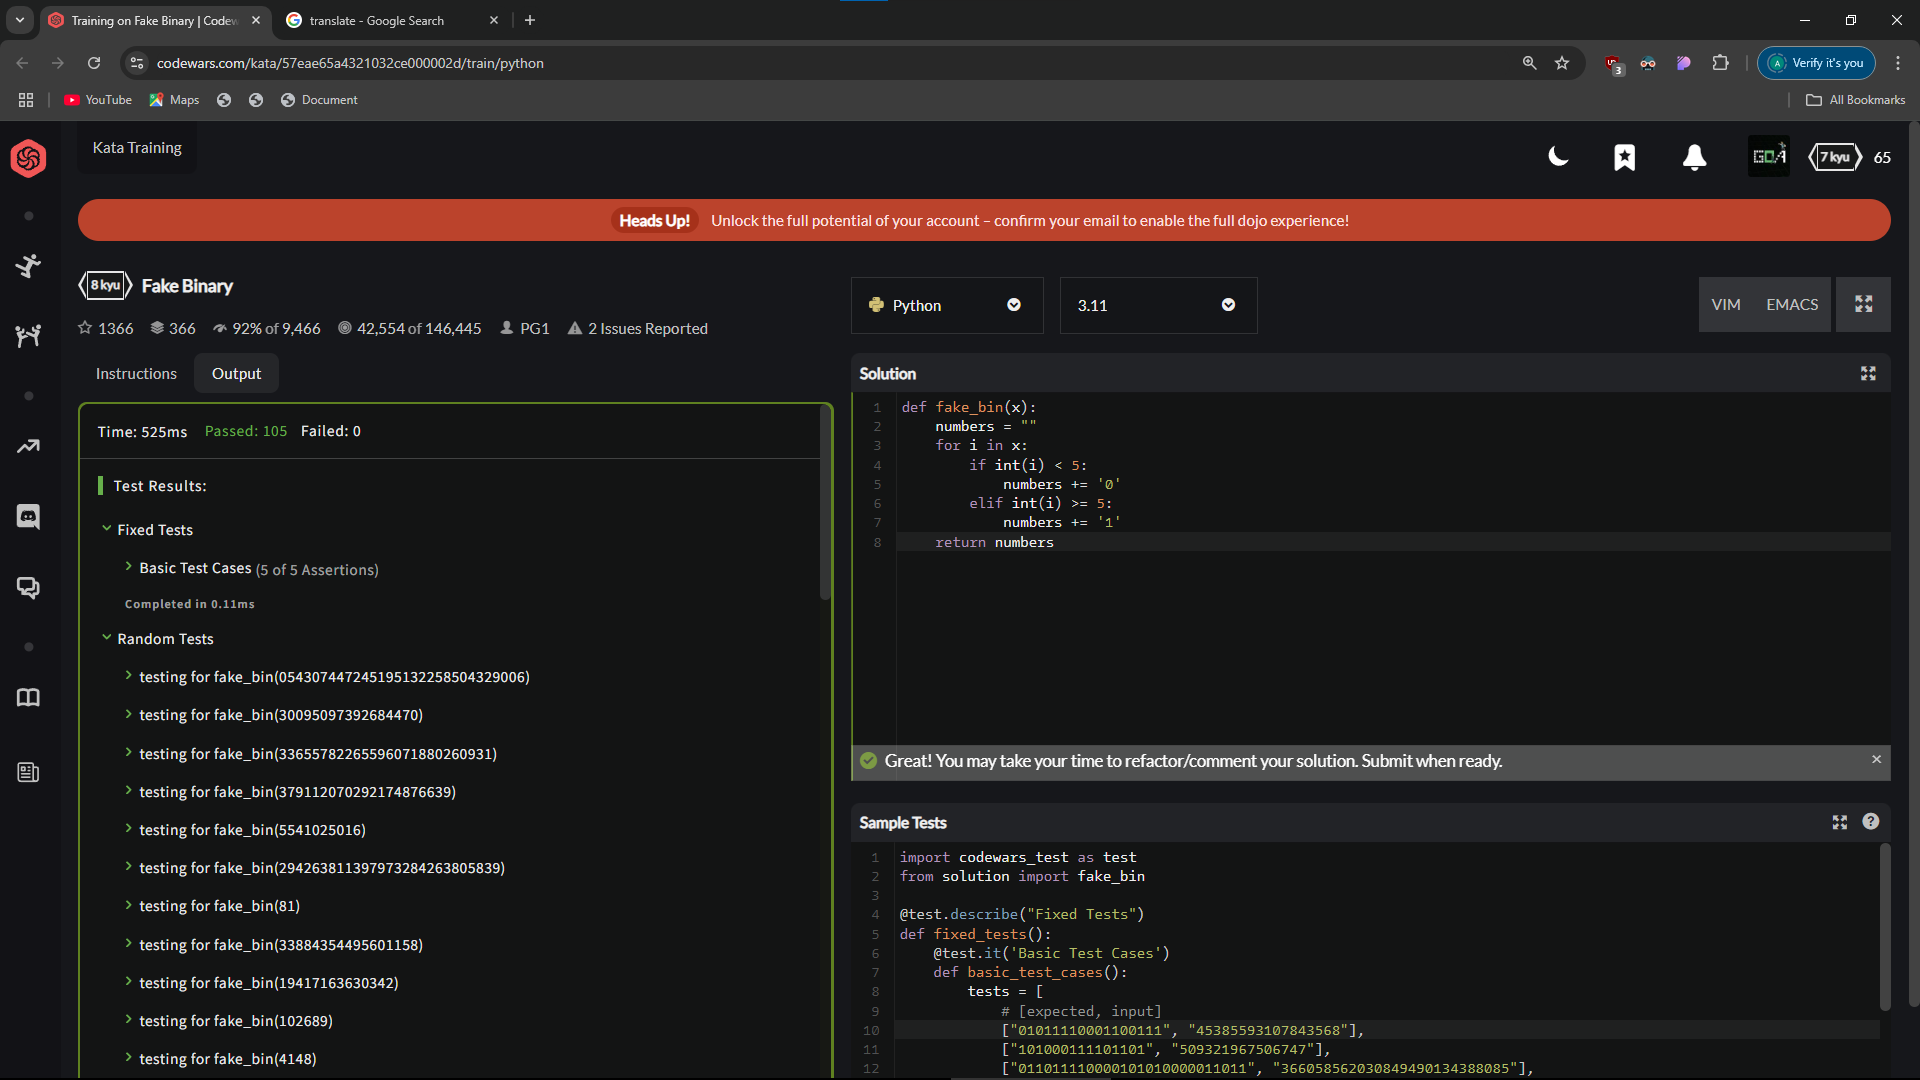 Training on Fake Binary | Codew
translate - Google Search
codewars.com/kata/57eae65a4321032ce000002d/train/python
3
A
Verify it's you
YouTube
Maps
Document
All Bookmarks
Kata Training
GOA
7 kyu
65
Heads Up! Unlock the full potential of your account – confirm your email to enable the full dojo experience!
8 kyu
Fake Binary
1366 366 92% of 9,466 42,554 of 146,445 PG1 2 Issues Reported
Python
3.11
VIM
EMACS
Instructions
Output
Time: 525ms Passed: 105 Failed: 0
Test Results:
Fixed Tests
Basic Test Cases (5 of 5 Assertions)
Completed in 0.11ms
Random Tests
testing for fake_bin(054307447245195132258504329006)
testing for fake_bin(30095097392684470)
testing for fake_bin(33655782265596071880260931)
testing for fake_bin(379112070292174876639)
testing for fake_bin(5541025016)
testing for fake_bin(294263811397973284263805839)
testing for fake_bin(81)
testing for fake_bin(33884354495601158)
testing for fake_bin(19417163630342)
testing for fake_bin(102689)
testing for fake_bin(4148)
Solution
1 def fake_bin(x):
2 numbers = ""
3 for i in x:
4 if int(i) < 5:
5 numbers += '0'
6 elif int(i) >= 5:
7 numbers += '1'
8 return numbers
Great! You may take your time to refactor/comment your solution. Submit when ready.
Sample Tests
1 import codewars_test as test
2 from solution import fake_bin
3
4 @test.describe("Fixed Tests")
5 def fixed_tests():
6 @test.it('Basic Test Cases')
7 def basic_test_cases():
8 tests = [
9 # [expected, input]
10 ["01011110001100111", "45385593107843568"],
11 ["101000111101101", "509321967506747"],
12 ["011011110000101010000011011", "366058562030849490134388085"],